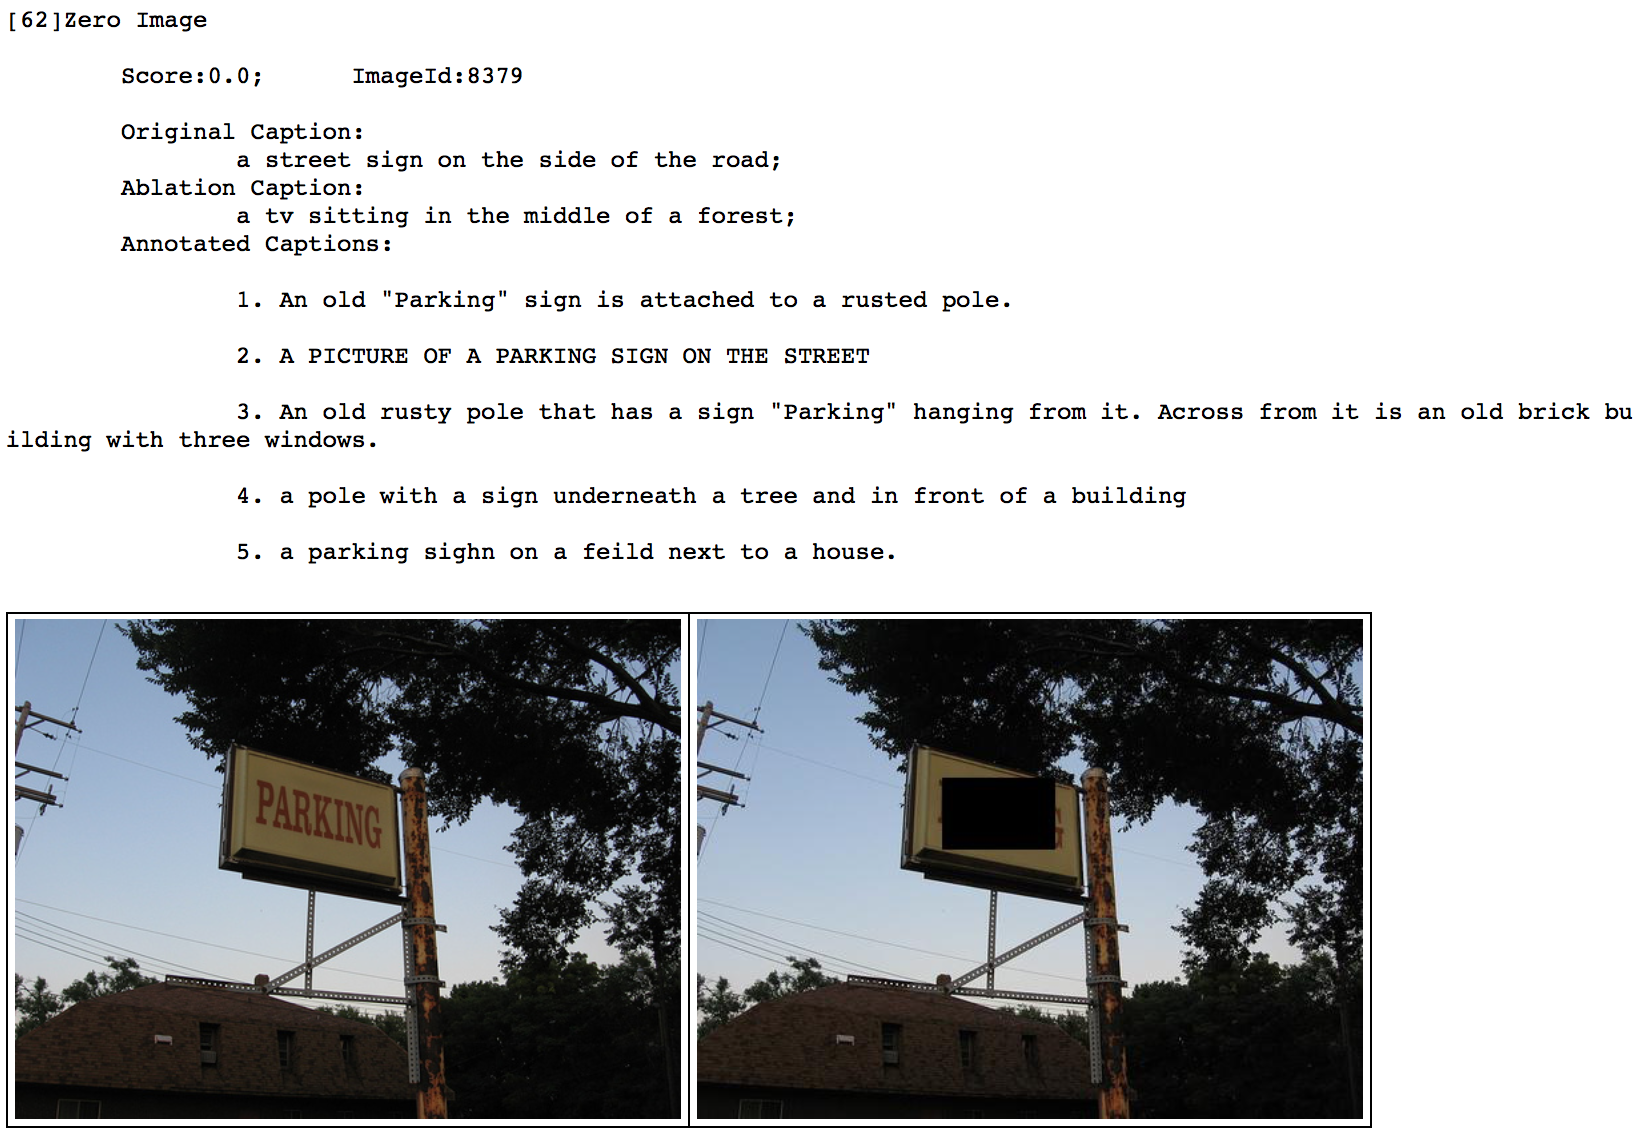 [62]Zero Image
Score:0.0; ImageId:8379
Original Caption:
a street sign on the side of the road;
Ablation Caption:
a tv sitting in the middle of a forest;
Annotated Captions:
1. An old "Parking" sign is attached to a rusted pole.
2. A PICTURE OF A PARKING SIGN ON THE STREET
3. An old rusty pole that has a sign "Parking" hanging from it. Across from it is an old brick bu
ilding with three windows.
4. a pole with a sign underneath a tree and in front of a building
5. a parking sighn on a feild next to a house.
PARKING
G